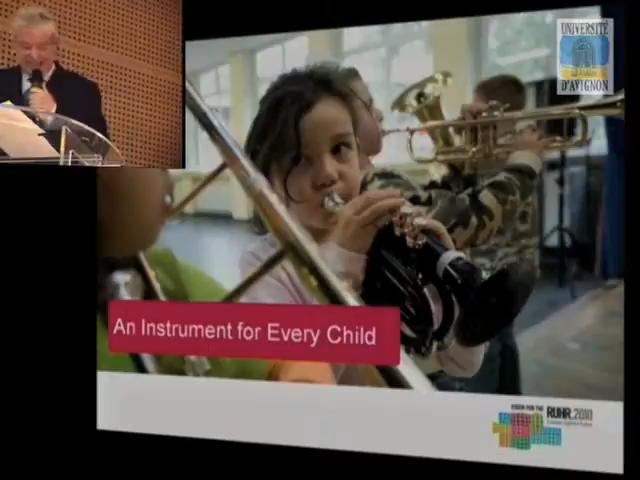 UNIVERSITÉ
D'AVIGNON
An Instrument for Every Child
RUHR.2010